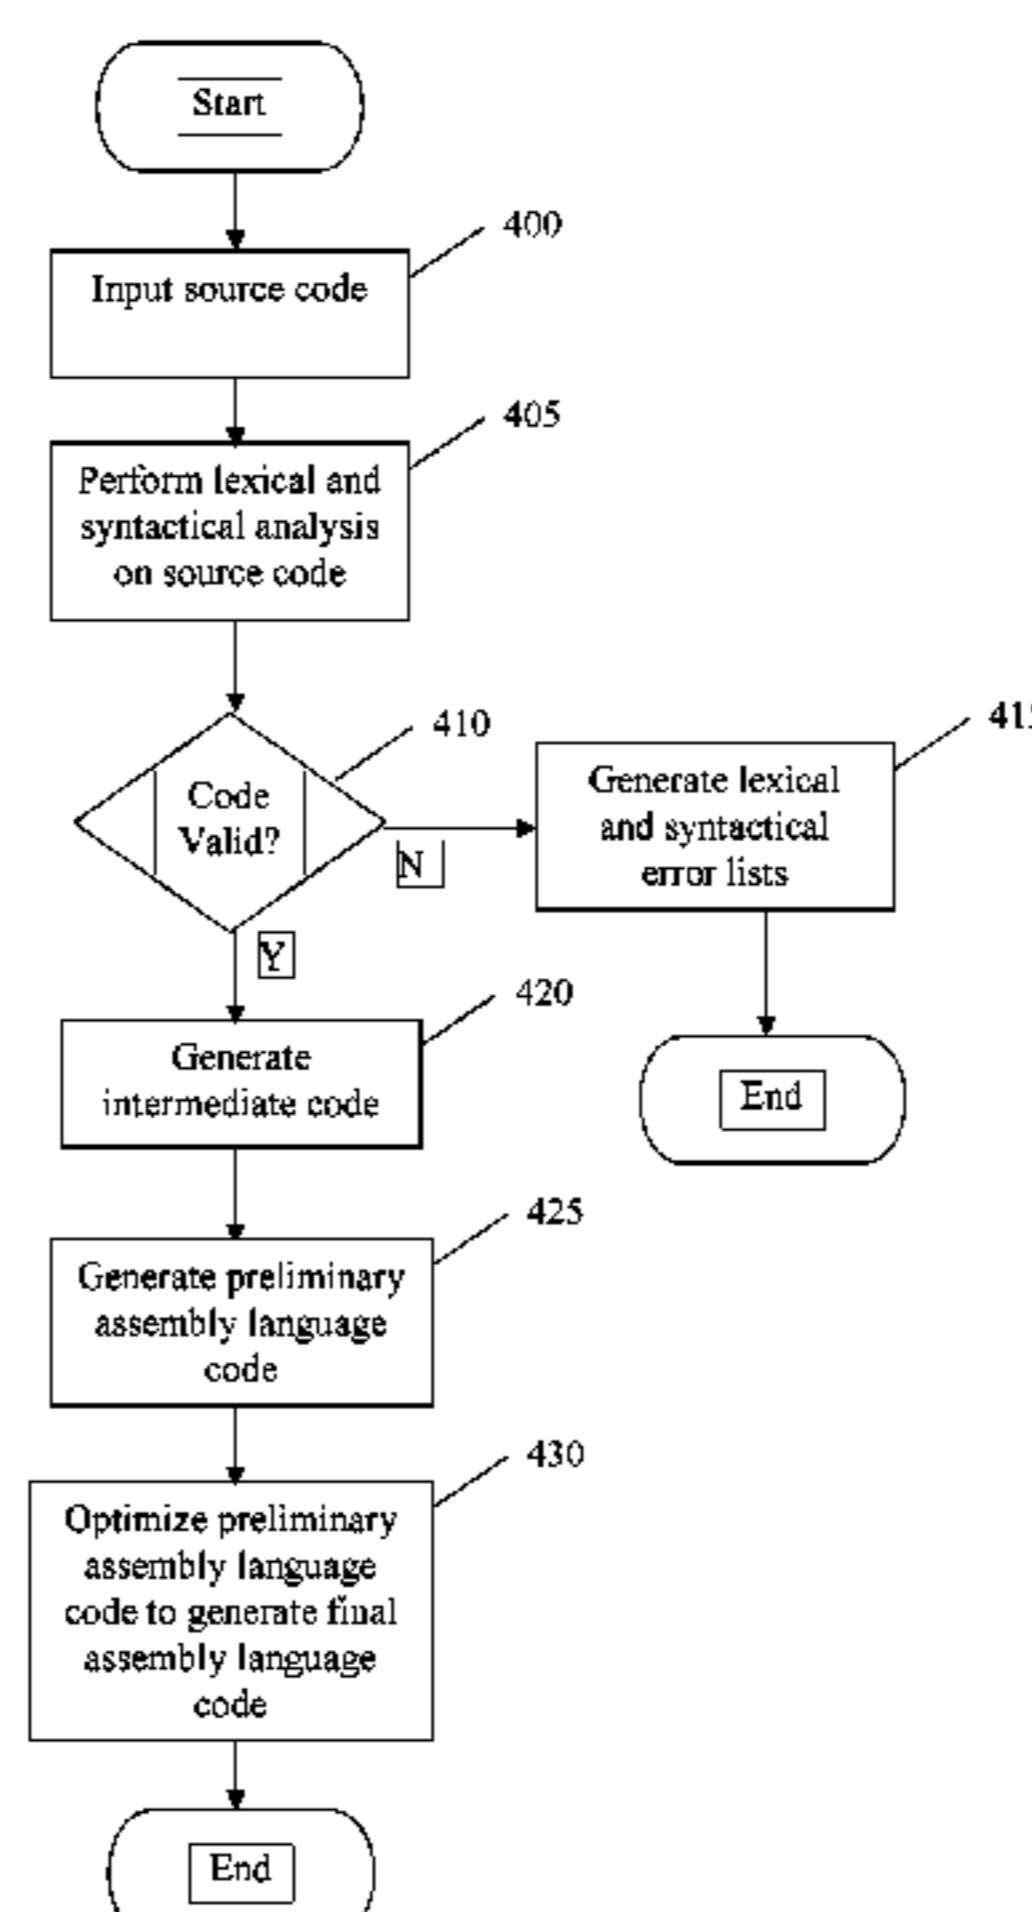 Start
400
Input source code
405
Perform lexical and
syntactical analysis
on source code
410
Code
Valid?
N
Y
Generate lexical
and syntactical
error lists
End
420
Generate
intermediate code
425
Generate preliminary
assembly language
code
430
Optimize preliminary
assembly language
code to generate final
assembly language
code
End